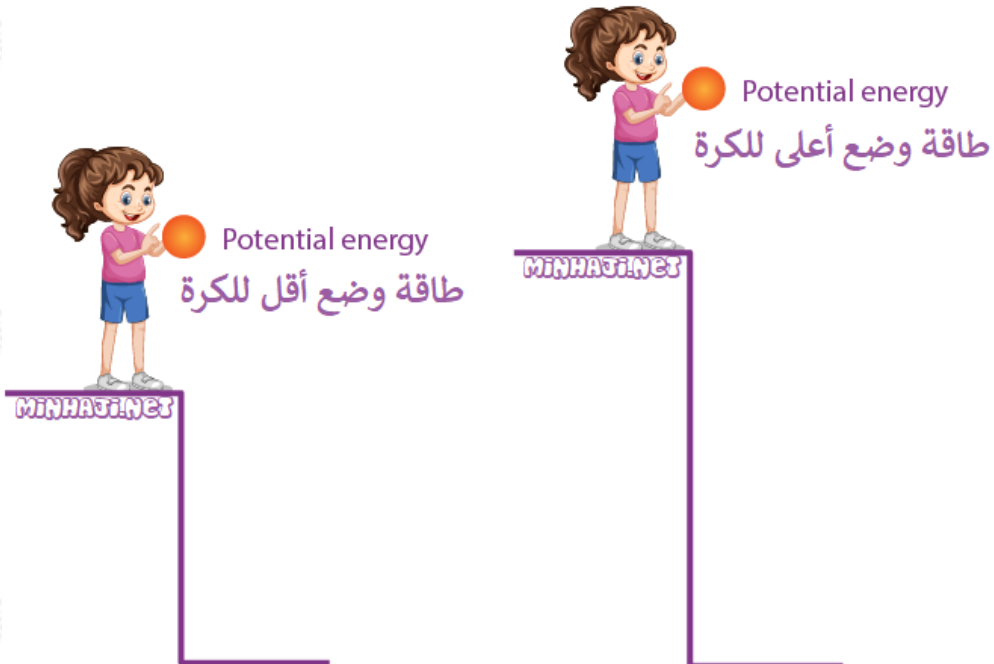 Potential energy
طاقة وضع أعلى للكرة
MINHAJI.NET
Potential energy
طاقة وضع أقل للكرة
MINHAJI.NET